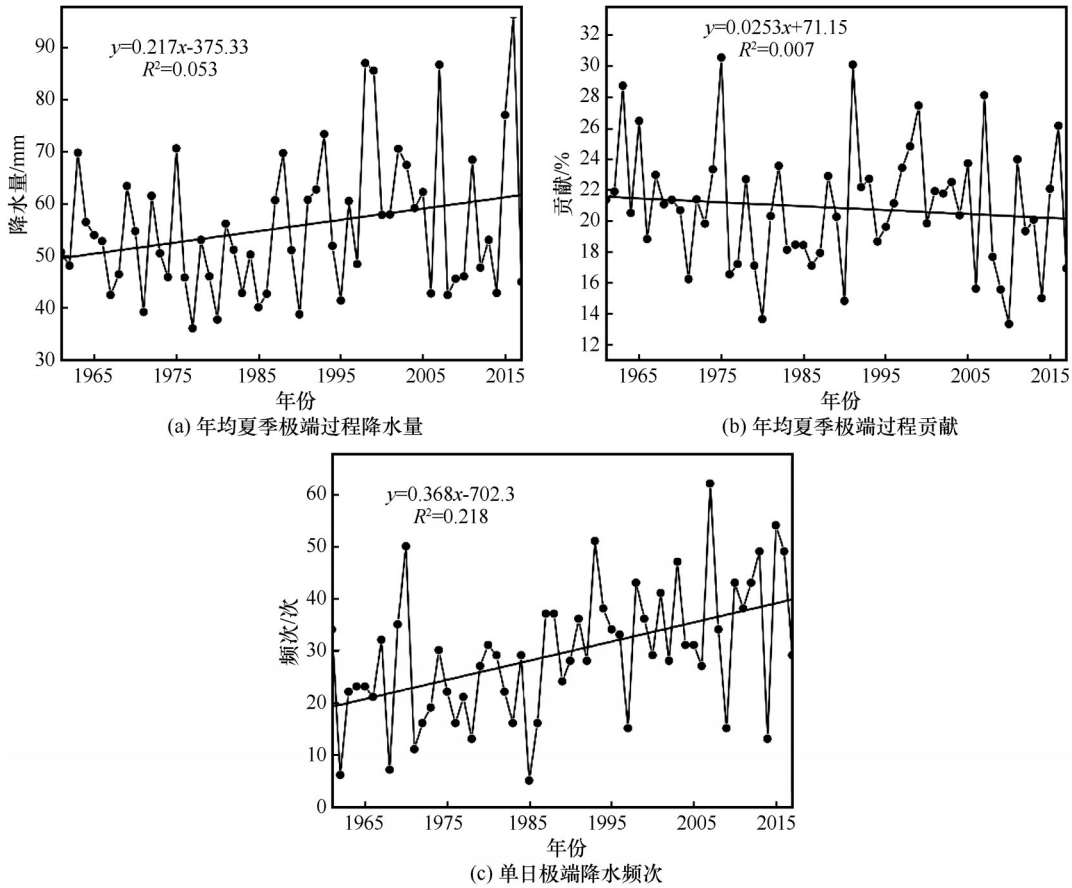 y=0.217x-375.33
R²=0.053
降水量/mm
90
80
70
60
50
40
30
1965 1975 1985 1995 2005 2015
年份
(a) 年均夏季极端过程降水量
y=0.0253x+71.15
R²=0.007
贡献/%
32
30
28
26
24
22
20
18
16
14
12
1965 1975 1985 1995 2005 2015
年份
(b) 年均夏季极端过程贡献
y=0.368x-702.3
R²=0.218
频次/次
60
50
40
30
20
10
0
1965 1975 1985 1995 2005 2015
年份
(c) 单日极端降水频次